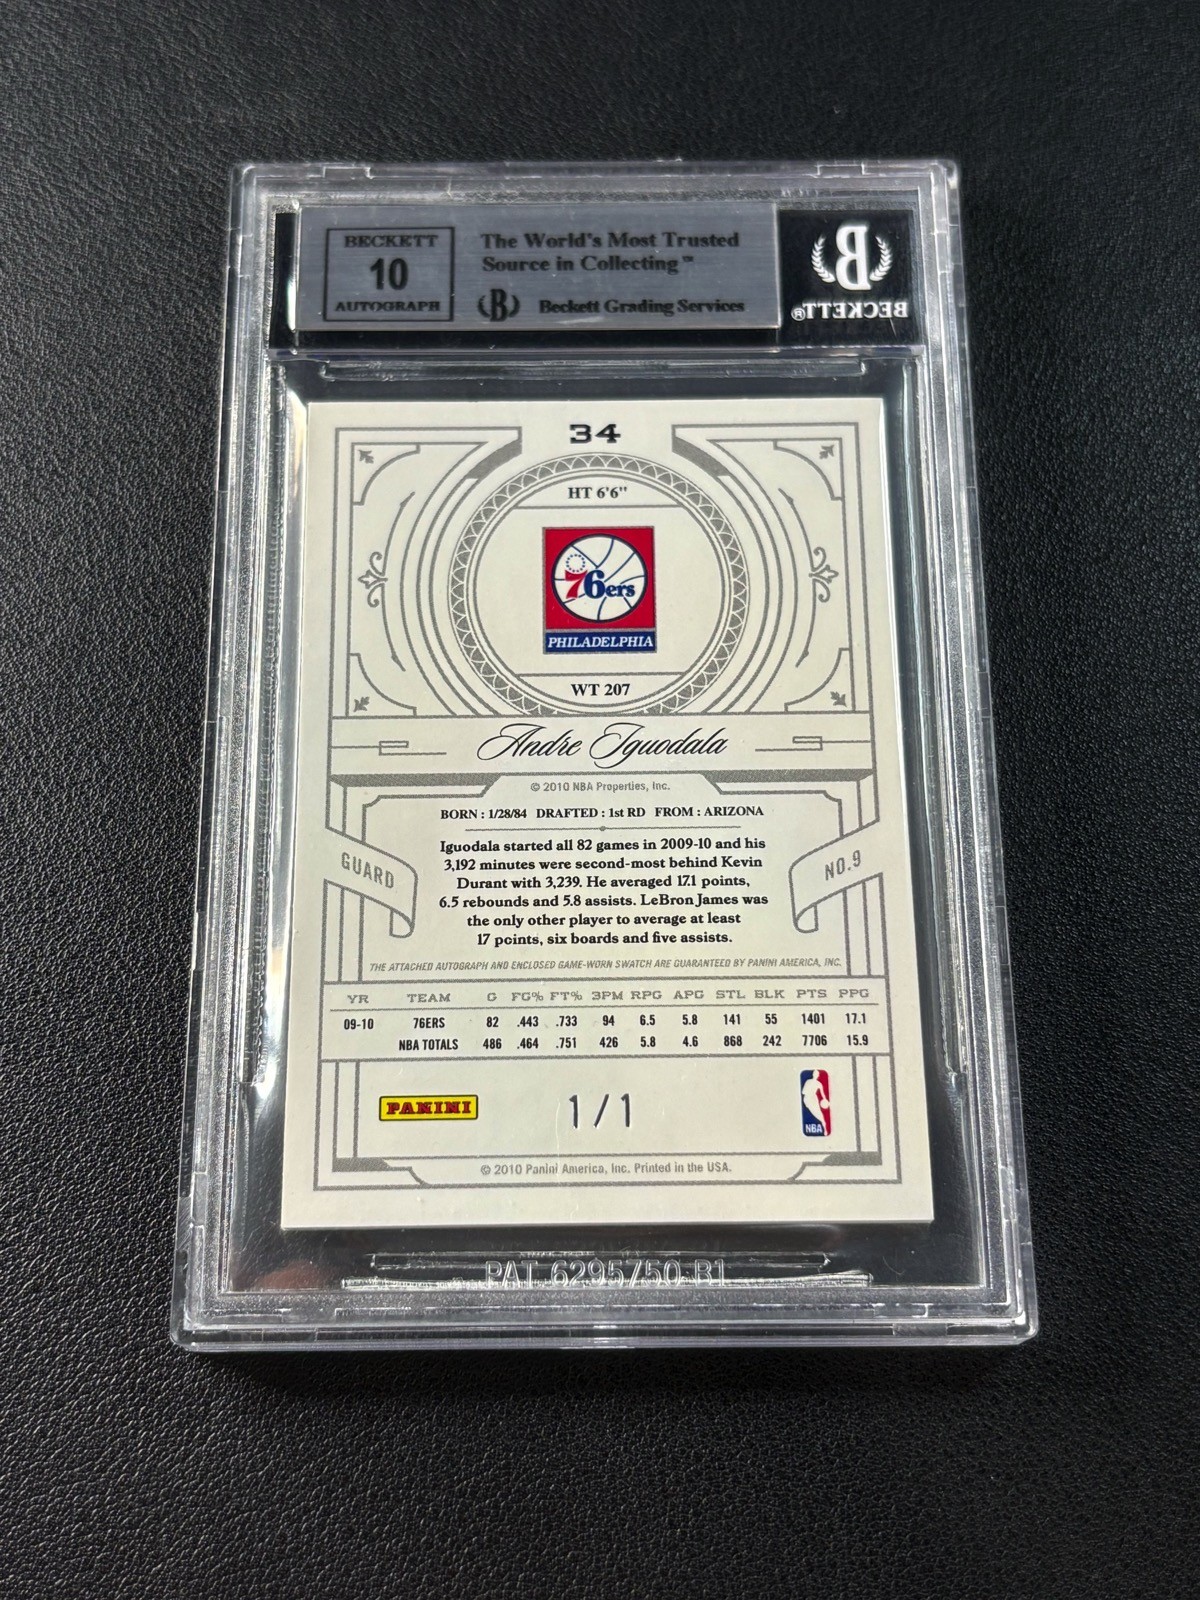 BECKETT
10
AUTOGRAPH
The World's Most Trusted
Source in Collecting™
B
Beckett Grading Services
B
BECKETT®
34
HT 6'6"
76ers
PHILADELPHIA
WT 207
Andre Iguodala
© 2010 NBA Properties, Inc.
BORN : 1/28/84 DRAFTED : 1st RD FROM : ARIZONA
GUARD
NO.9
Iguodala started all 82 games in 2009-10 and his
3,192 minutes were second-most behind Kevin
Durant with 3,239. He averaged 17.1 points,
6.5 rebounds and 5.8 assists. LeBron James was
the only other player to average at least
17 points, six boards and five assists.
THE ATTACHED AUTOGRAPH AND ENCLOSED GAME-WORN SWATCH ARE GUARANTEED BY PANINI AMERICA, INC.
YR TEAM G FG% FT% 3PM RPG APG STL BLK PTS PPG
09-10 76ERS 82 .443 .733 94 6.5 5.8 141 55 1401 17.1
NBA TOTALS 486 .464 .751 426 5.8 4.6 868 242 7706 15.9
PANINI
1/1
NBA
© 2010 Panini America, Inc. Printed in the USA.
PAT 6295750 B1